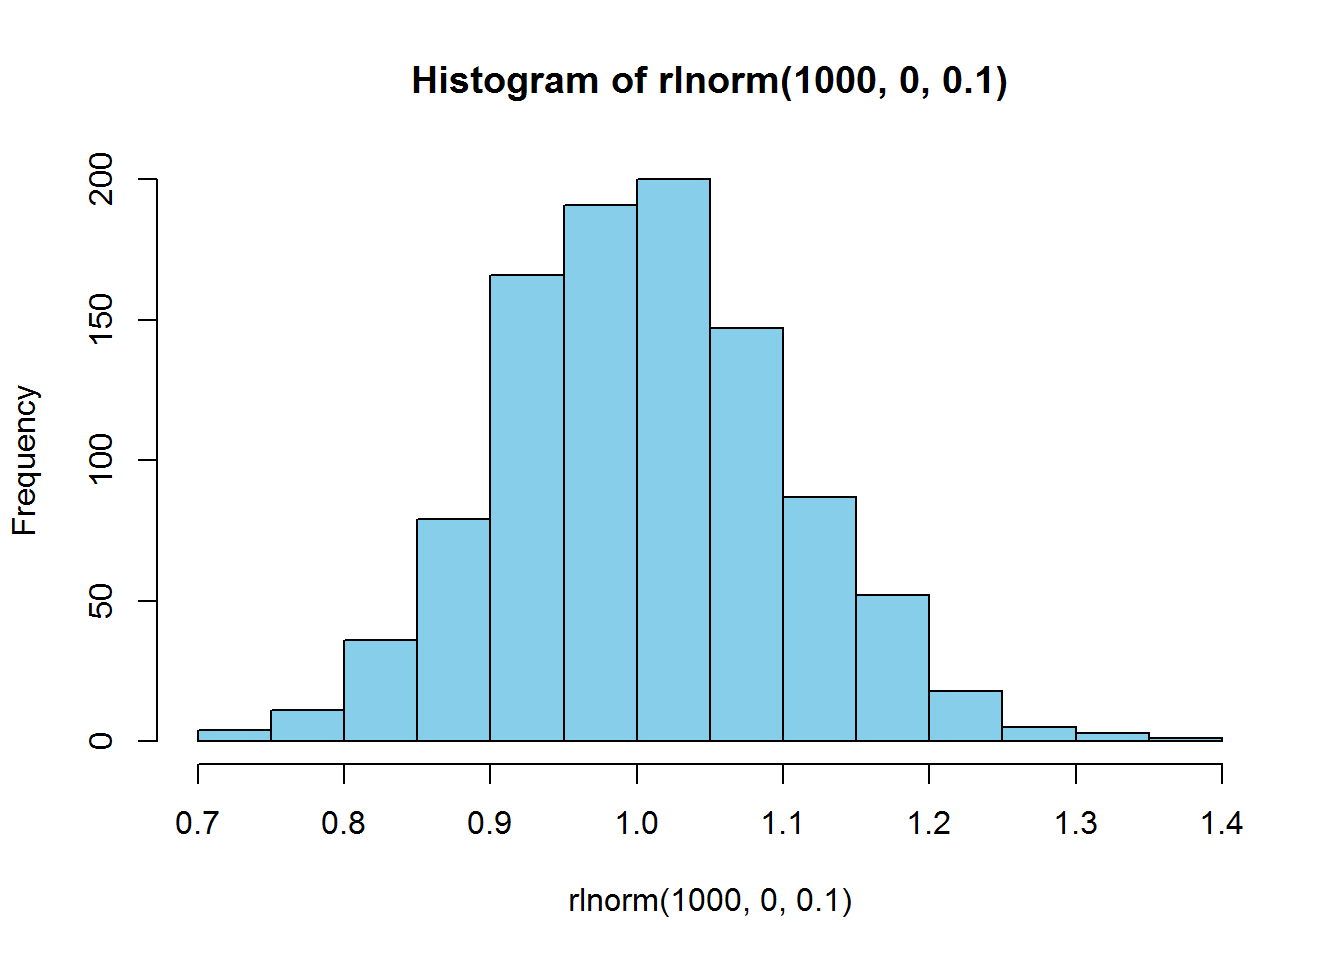 Histogram of rlnorm(1000, 0, 0.1)
Frequency
200
150
100
50
0
0.7 0.8 0.9 1.0 1.1 1.2 1.3 1.4
rlnorm(1000, 0, 0.1)